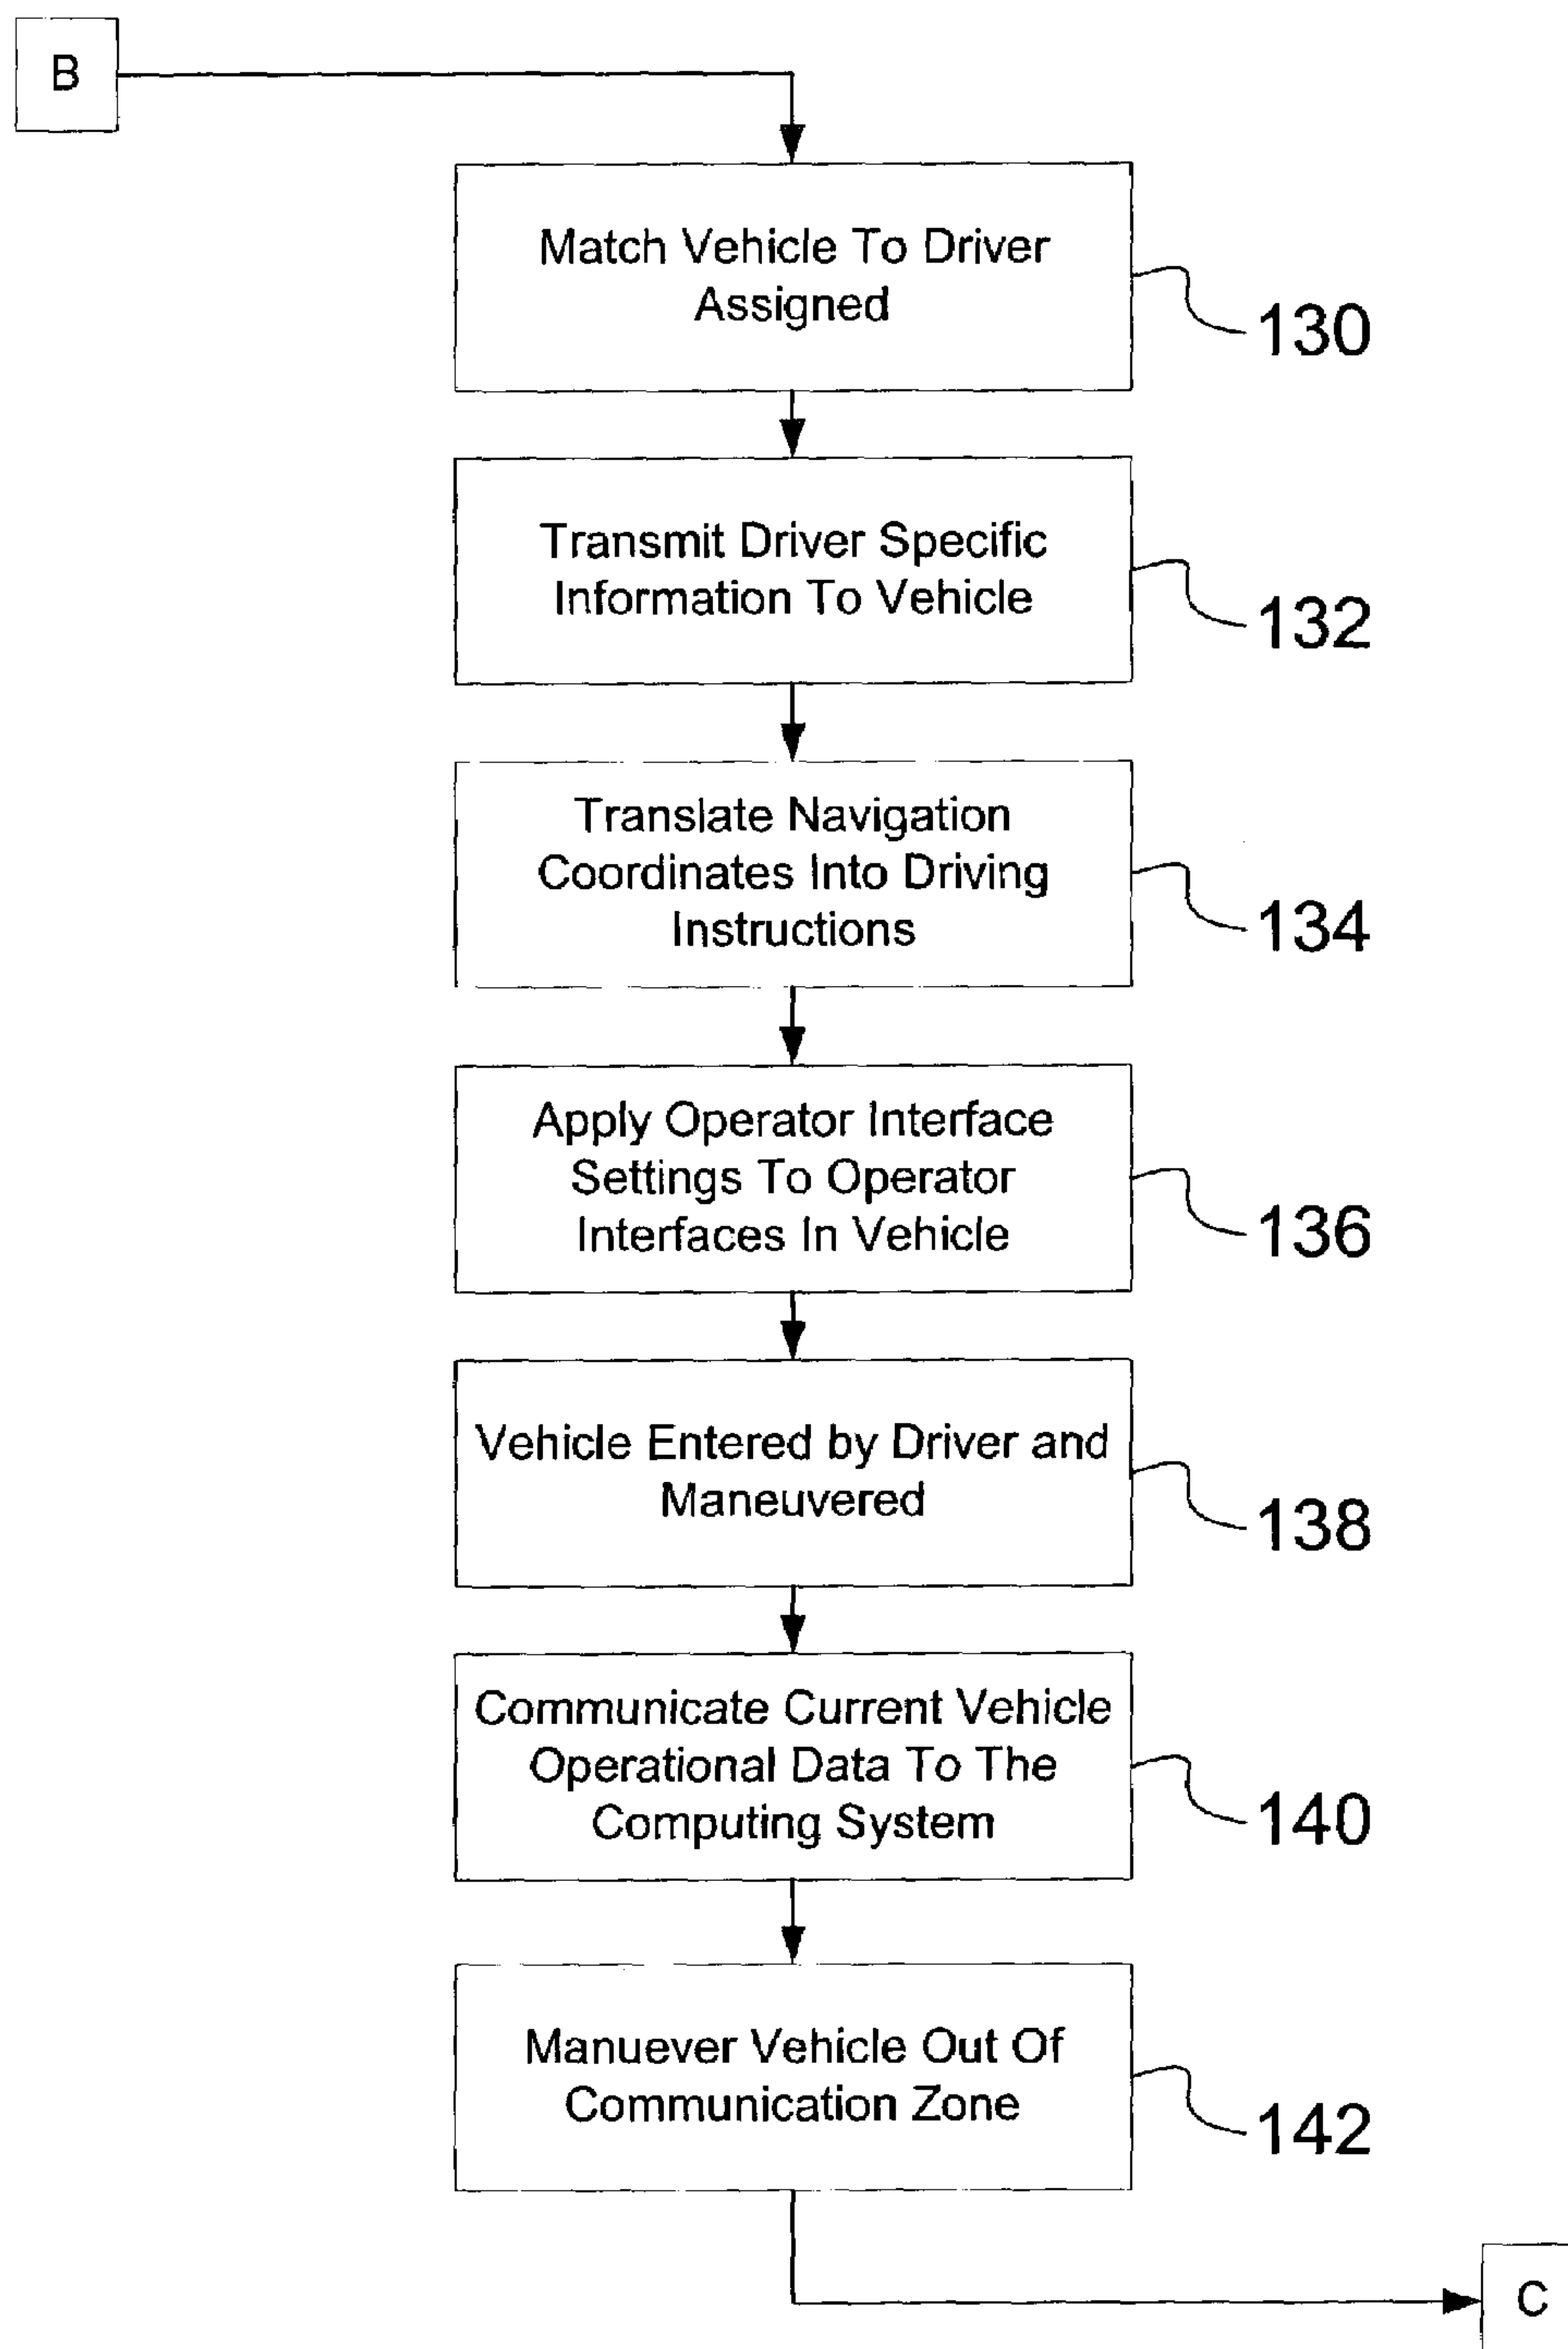 B
Match Vehicle To Driver
Assigned
130
Transmit Driver Specific
Information To Vehicle
132
Translate Navigation
Coordinates Into Driving
Instructions
134
Apply Operator Interface
Settings To Operator
Interfaces In Vehicle
136
Vehicle Entered by Driver and
Maneuvered
138
Communicate Current Vehicle
Operational Data To The
Computing System
140
Manuever Vehicle Out Of
Communication Zone
142
C